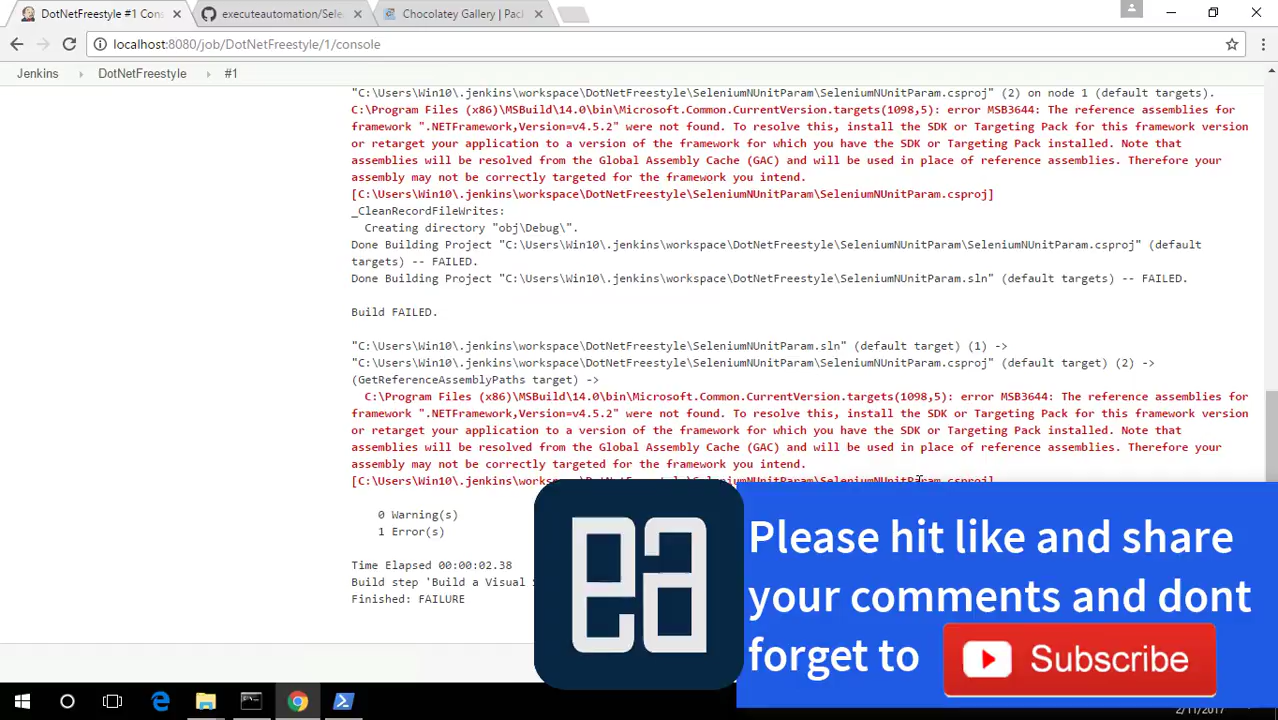 DotNetFreestyle #1 Cons
executeautomation/Sele
Chocolatey Gallery | Pack
localhost:8080/job/DotNetFreestyle/1/console
Jenkins DotNetFreestyle #1
"C:\Users\Win10\.jenkins\workspace\DotNetFreestyle\SeleniumNUnitParam\SeleniumNUnitParam.csproj" (2) on node 1 (default targets).
C:\Program Files (x86)\MSBuild\14.0\bin\Microsoft.Common.CurrentVersion.targets(1098,5): error MSB3644: The reference assemblies for
framework ".NETFramework,Version=v4.5.2" were not found. To resolve this, install the SDK or Targeting Pack for this framework version
or retarget your application to a version of the framework for which you have the SDK or Targeting Pack installed. Note that
assemblies will be resolved from the Global Assembly Cache (GAC) and will be used in place of reference assemblies. Therefore your
assembly may not be correctly targeted for the framework you intend.
[C:\Users\Win10\.jenkins\workspace\DotNetFreestyle\SeleniumNUnitParam\SeleniumNUnitParam.csproj]
_CleanRecordFileWrites:
Creating directory "obj\Debug\".
Done Building Project "C:\Users\Win10\.jenkins\workspace\DotNetFreestyle\SeleniumNUnitParam\SeleniumNUnitParam.csproj" (default
targets) -- FAILED.
Done Building Project "C:\Users\Win10\.jenkins\workspace\DotNetFreestyle\SeleniumNUnitParam.sln" (default targets) -- FAILED.
Build FAILED.
"C:\Users\Win10\.jenkins\workspace\DotNetFreestyle\SeleniumNUnitParam.sln" (default target) (1) ->
"C:\Users\Win10\.jenkins\workspace\DotNetFreestyle\SeleniumNUnitParam\SeleniumNUnitParam.csproj" (default target) (2) ->
(GetReferenceAssemblyPaths target) ->
C:\Program Files (x86)\MSBuild\14.0\bin\Microsoft.Common.CurrentVersion.targets(1098,5): error MSB3644: The reference assemblies for
framework ".NETFramework,Version=v4.5.2" were not found. To resolve this, install the SDK or Targeting Pack for this framework version
or retarget your application to a version of the framework for which you have the SDK or Targeting Pack installed. Note that
assemblies will be resolved from the Global Assembly Cache (GAC) and will be used in place of reference assemblies. Therefore your
assembly may not be correctly targeted for the framework you intend.
[C:\Users\Win10\.jenkins\workspace\DotNetFreestyle\SeleniumNUnitParam\SeleniumNUnitParam.csproj]
0 Warning(s)
1 Error(s)
Time Elapsed 00:00:02.38
Build step 'Build a Visual
Finished: FAILURE
ea
Please hit like and share
your comments and dont
forget to
Subscribe
2/11/2017